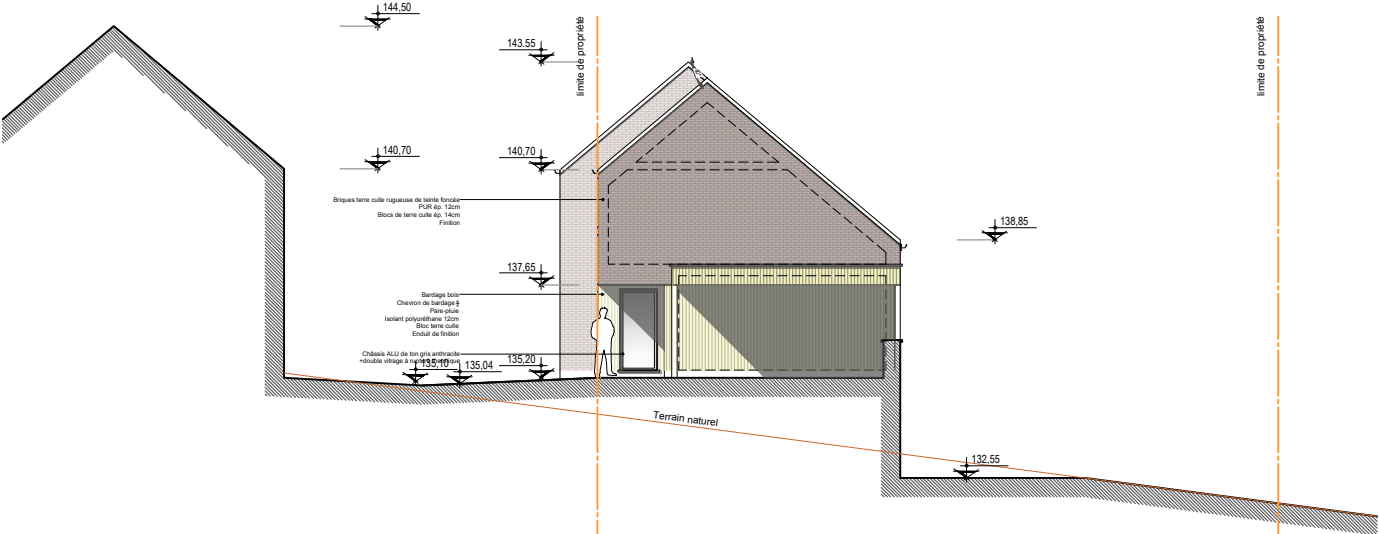 144,50
143.55
limite de propriété
limite de propriété
140,70
140,70
Briques terre cuite rugueuse de teinte foncée
PUR ép. 12cm
Blocs de terre cuite ép. 14cm
Finition
138,85
137,65
Bardage bois
Chevron de bardage
Pare-pluie
Isolant polyuréthane 12cm
Bloc terre cuite
Enduit de finition
Châssis ALU de ton gris anthracite
+double vitrage à
135,10
135,04
135,20
Terrain naturel
132,55